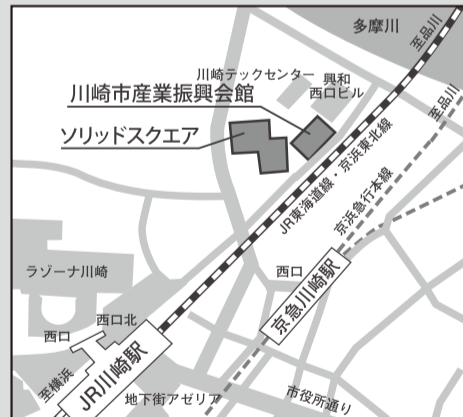 多摩川
至品川
川崎テックセンター
興和
西口ビル
川崎市産業振興会館
至品川
ソリッドスクエア
JR東海道線・京浜東北線
京浜急行本線
ラゾーナ川崎
西口
京急川崎駅
西口北
西口
至横浜
JR川崎駅
地下街アゼリア
市役所通り